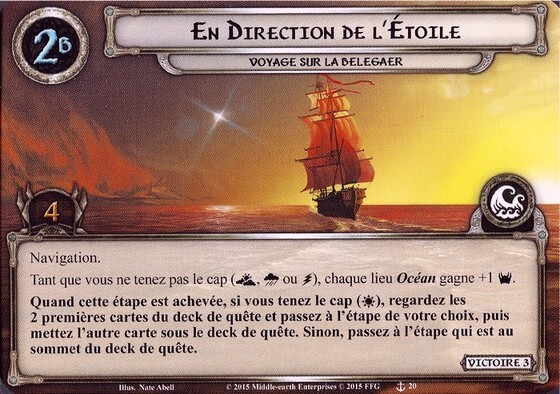 2B
En Direction de l'Étoile
Voyage sur la Belegaer
4
Navigation.
Tant que vous ne tenez pas le cap ( , ou ), chaque lieu Océan gagne +1 .
Quand cette étape est achevée, si vous tenez le cap ( ), regardez les
2 premières cartes du deck de quête et passez à l'étape de votre choix, puis
mettez l'autre carte sous le deck de quête. Sinon, passez à l'étape qui est au
sommet du deck de quête.
Victoire 3
Illus. Nate Abell © 2015 Middle-earth Enterprises © 2015 FFG 20